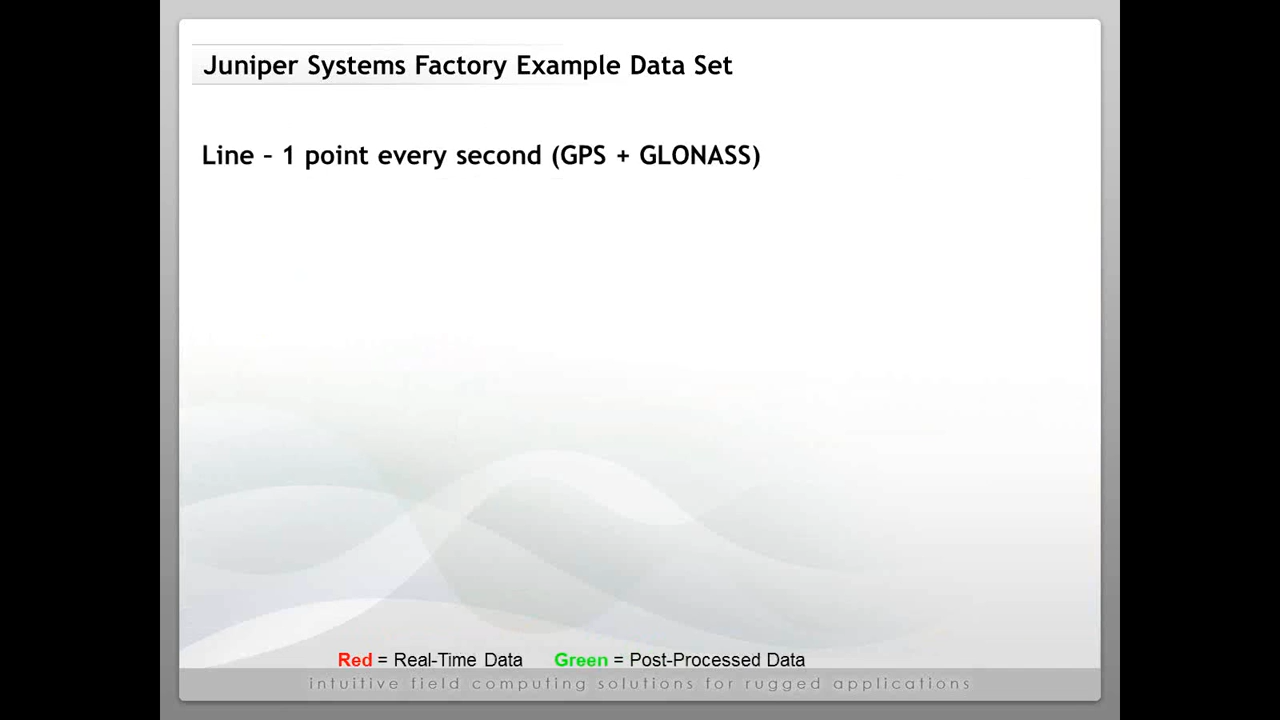 Juniper Systems Factory Example Data Set
Line – 1 point every second (GPS + GLONASS)
Red = Real-Time Data Green = Post-Processed Data
intuitive field computing solutions for rugged applications